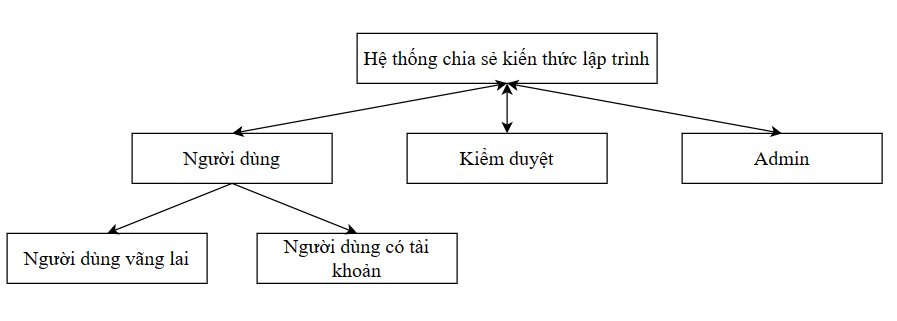 Hệ thống chia sẻ kiến thức lập trình
Người dùng
Kiểm duyệt
Admin
Người dùng vãng lai
Người dùng có tài
khoản